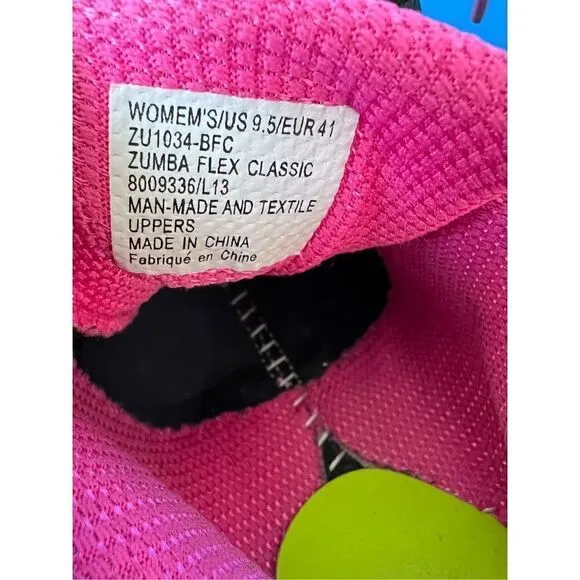 WOMEM'S/US 9.5/EUR 41
ZU1034-BFC
ZUMBA FLEX CLASSIC
8009336/L13
MAN-MADE AND TEXTILE
UPPERS
MADE IN CHINA
Fabriqué en Chine